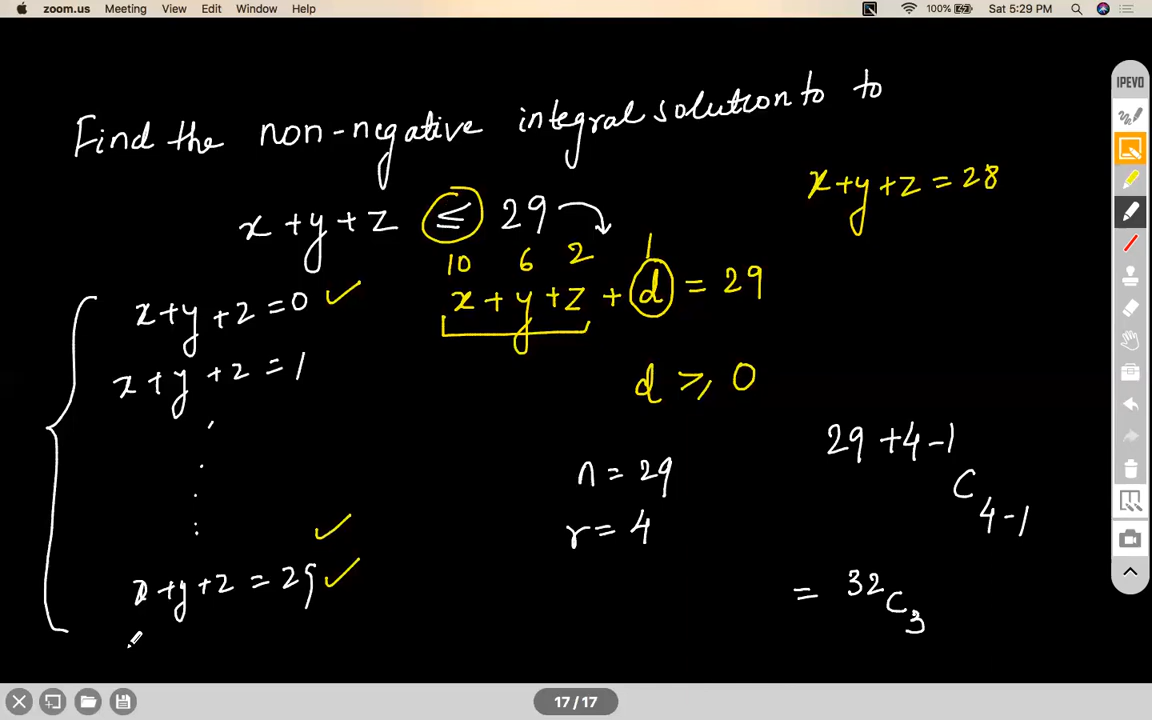 zoom.us Meeting View Edit Window Help 100% Sat 5:29 PM
IPEVO
Find the non-negative integral solution to to
x+y+z ≤ 29
x+y+z=28
10 6 2 1
x+y+z+d=29
x+y+z=0
x+y+z=1
d ≥ 0
29+4-1
C
4-1
n=29
r=4
x+y+z=29
= 32C3
17/17